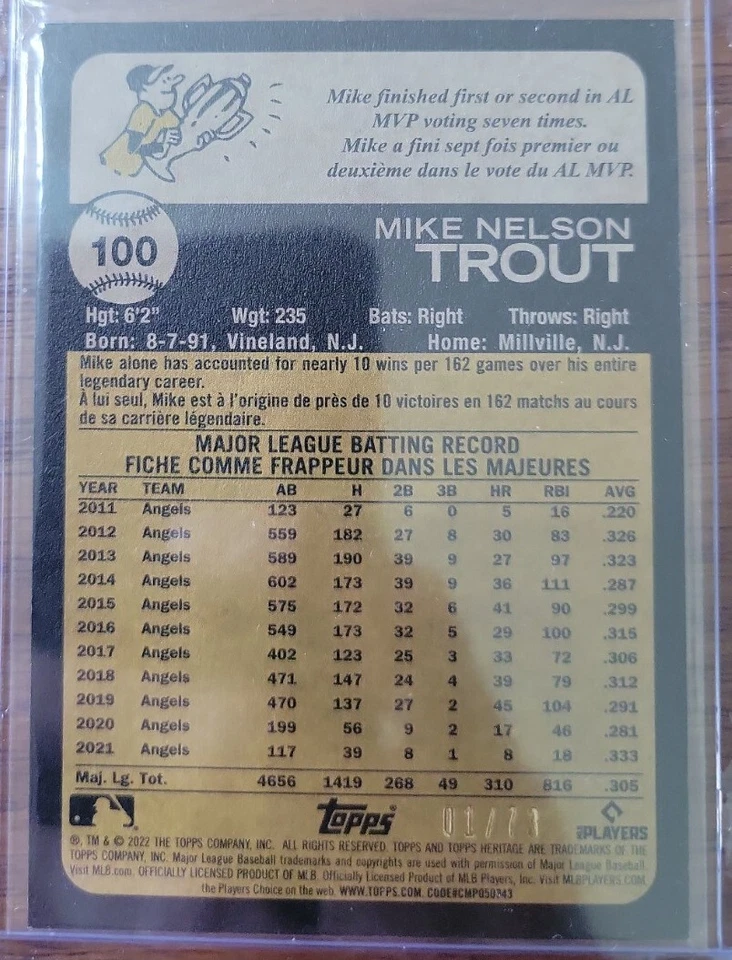 Mike finished first or second in AL
MVP voting seven times.
Mike a fini sept fois premier ou
deuxième dans le vote du AL MVP.
100
MIKE NELSON
TROUT
Hgt: 6'2" Wgt: 235 Bats: Right Throws: Right
Born: 8-7-91, Vineland, N.J. Home: Millville, N.J.
Mike alone has accounted for nearly 10 wins per 162 games over his entire
legendary career.
À lui seul, Mike est à l'origine de près de 10 victoires en 162 matchs au cours
de sa carrière légendaire.
MAJOR LEAGUE BATTING RECORD
FICHE COMME FRAPPEUR DANS LES MAJEURES
YEAR TEAM AB H 2B 3B HR RBI AVG
2011 Angels 123 27 6 0 5 16 .220
2012 Angels 559 182 27 8 30 83 .326
2013 Angels 589 190 39 9 27 97 .323
2014 Angels 602 173 39 9 36 111 .287
2015 Angels 575 172 32 6 41 90 .299
2016 Angels 549 173 32 5 29 100 .315
2017 Angels 402 123 25 3 33 72 .306
2018 Angels 471 147 24 4 39 79 .312
2019 Angels 470 137 27 2 45 104 .291
2020 Angels 199 56 9 2 17 46 .281
2021 Angels 117 39 8 1 8 18 .333
Maj. Lg. Tot. 4656 1419 268 49 310 816 .305
Topps 01/73 PLAYERS
®, TM & © 2022 THE TOPPS COMPANY, INC. ALL RIGHTS RESERVED. TOPPS AND TOPPS HERITAGE ARE TRADEMARKS OF THE
TOPPS COMPANY, INC. Major League Baseball trademarks and copyrights are used with permission of Major League Baseball.
Visit MLB.com. OFFICIALLY LICENSED PRODUCT OF MLB Players, Inc. Visit MLBPLAYERS.COM,
the Players Choice on the web. WWW.TOPPS.COM. CODE#CMP050343